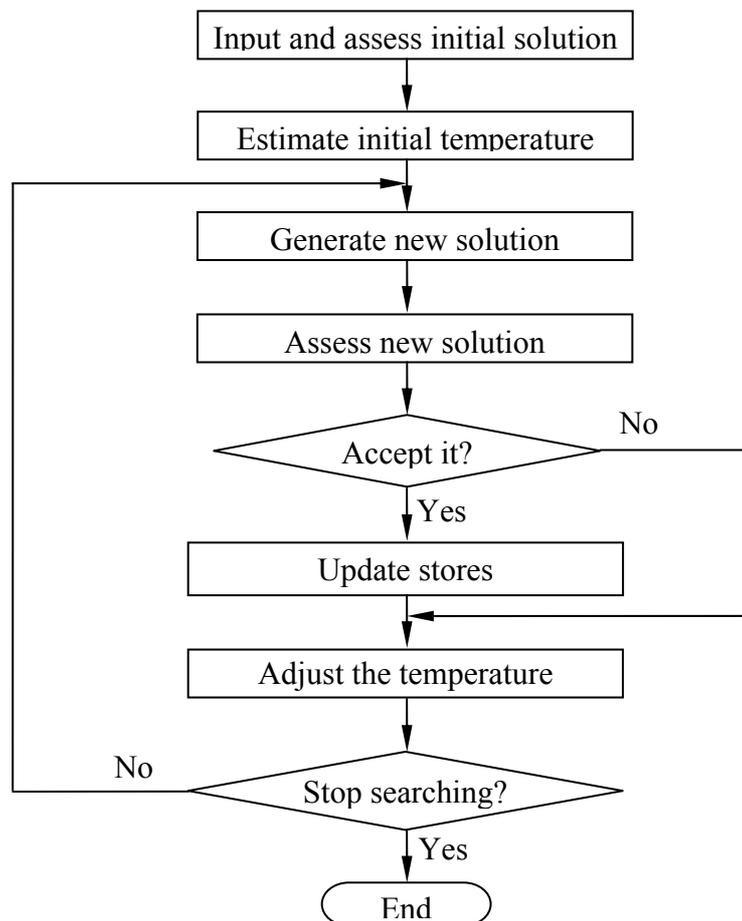 Input and assess initial solution
Estimate initial temperature
Generate new solution
Assess new solution
No
Accept it?
Yes
Update stores
Adjust the temperature
No
Stop searching?
Yes
End